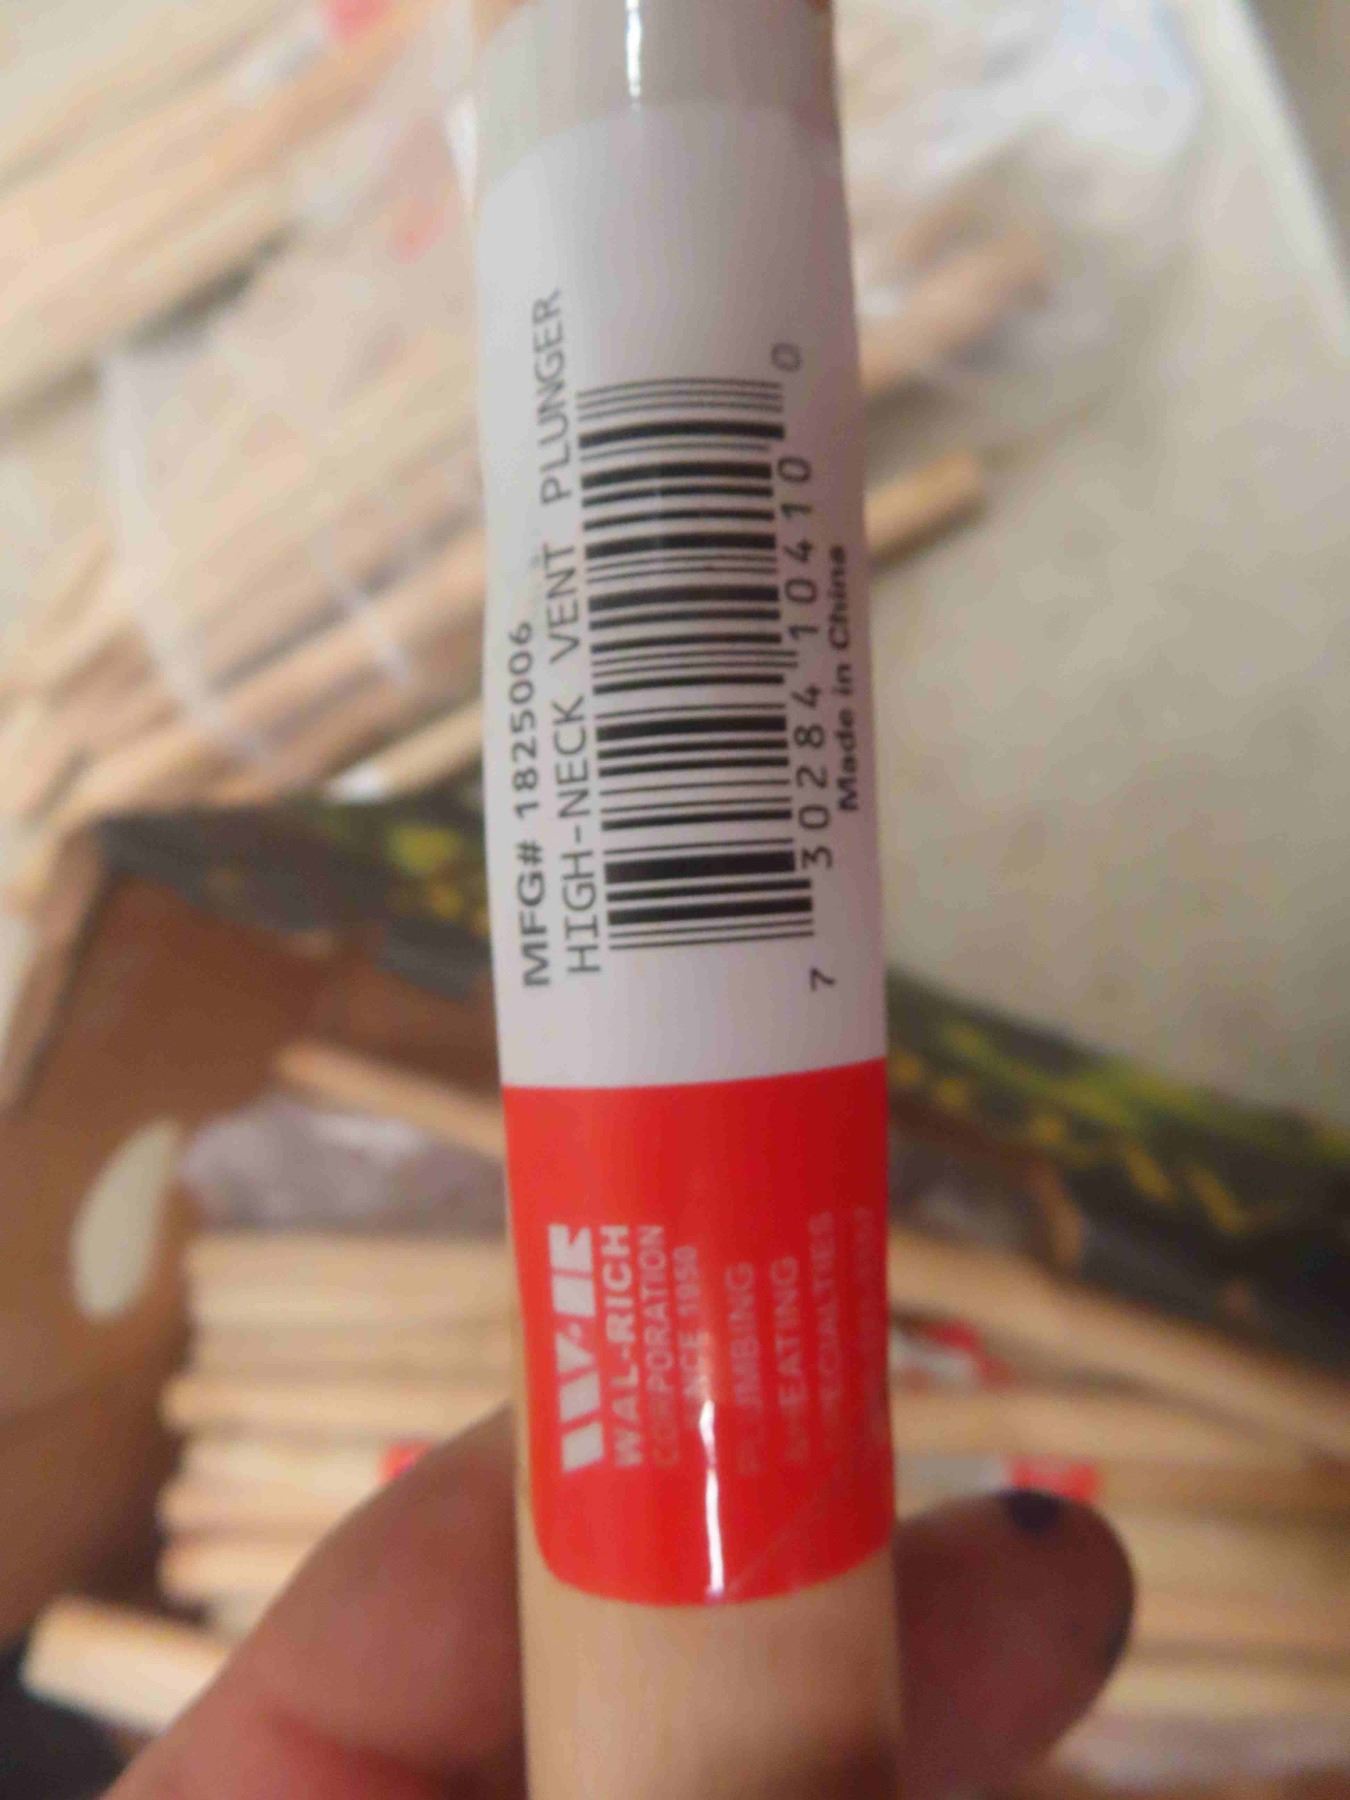 MFG# 1825006
HIGH-NECK VENT PLUNGER
7 30284 10410 0
Made in China
WAL-RICH
CORPORATION
SINCE 1950
PLUMBING
&HEATING
SPECIALTIES